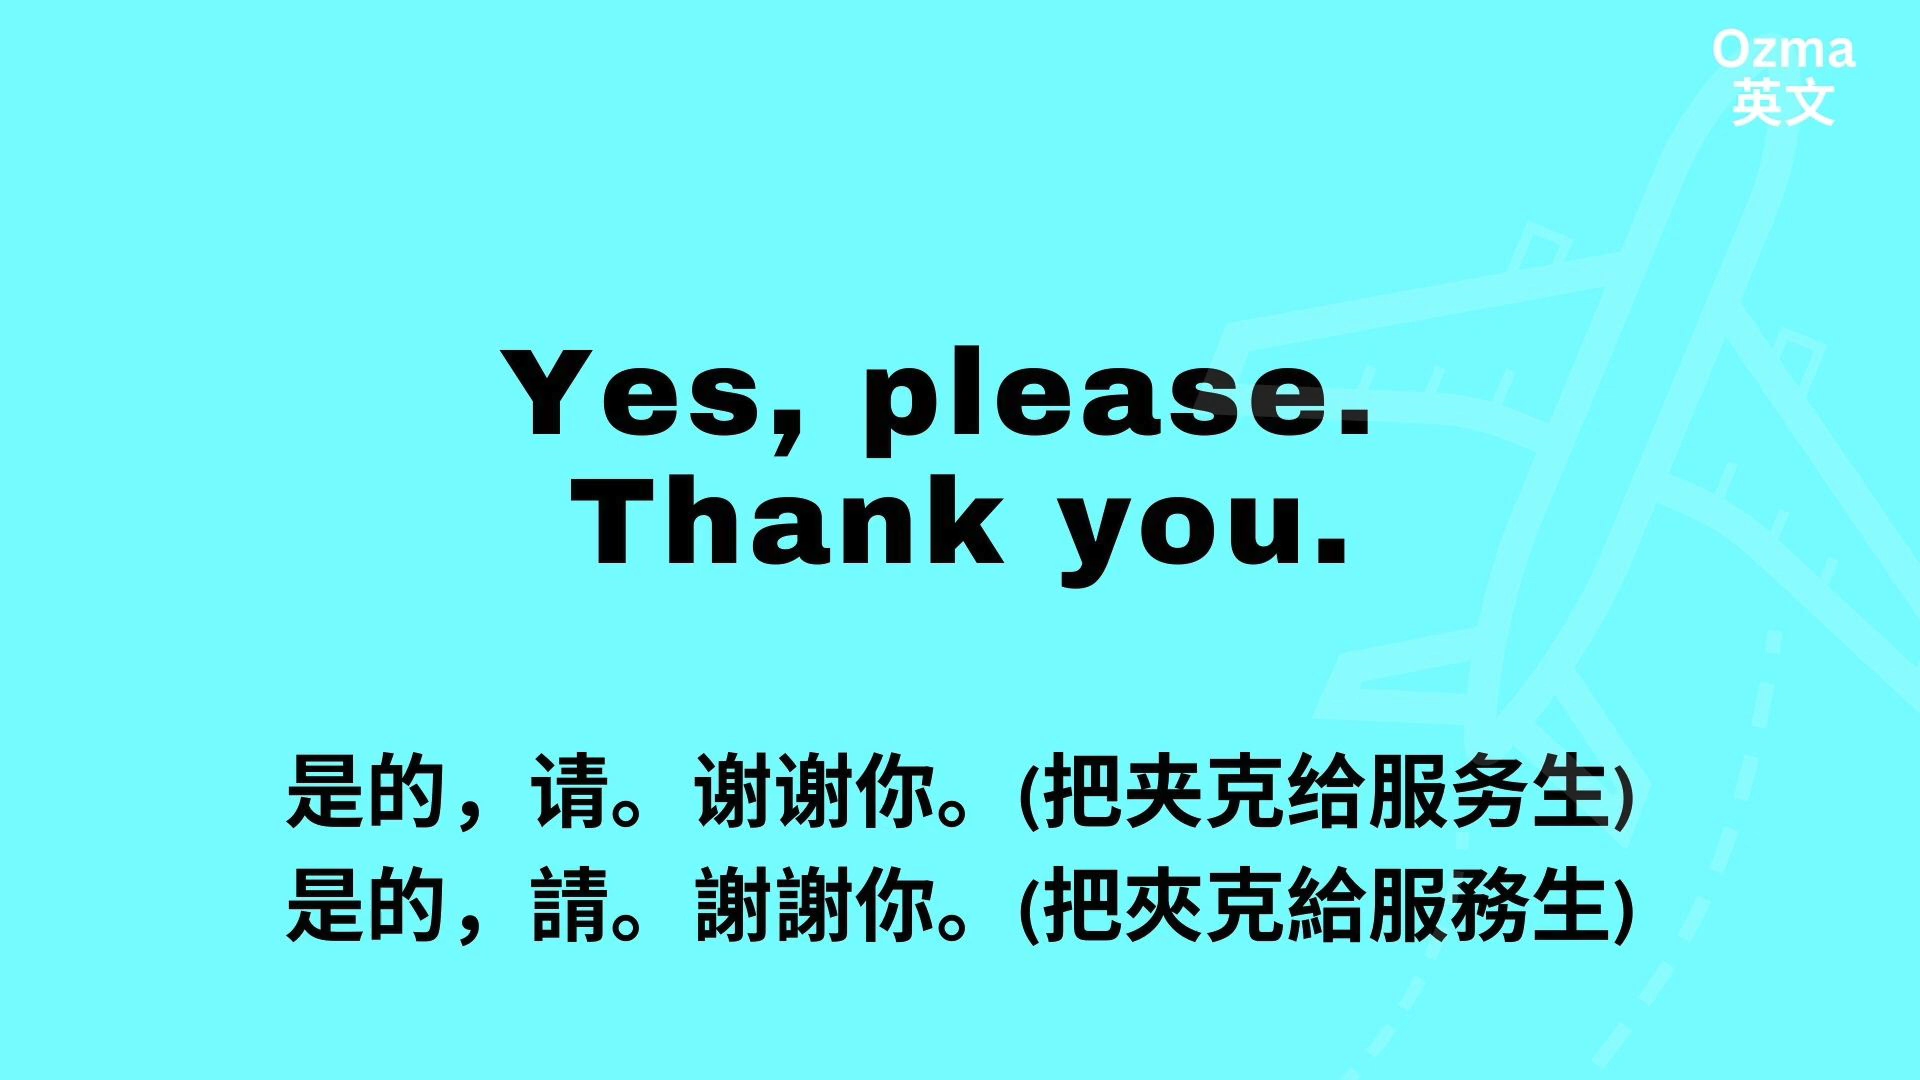 Ozma
英文
Yes, please.
Thank you.
是的，请。谢谢你。(把夹克给服务生)
是的，請。謝謝你。(把夾克給服務生)